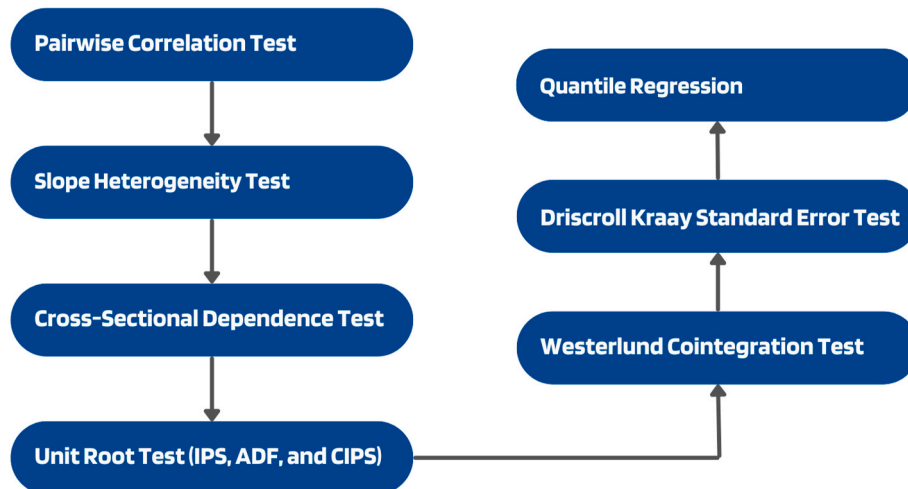 Pairwise Correlation Test
Slope Heterogeneity Test
Cross-Sectional Dependence Test
Unit Root Test (IPS, ADF, and CIPS)
Westerlund Cointegration Test
Driscroll Kraay Standard Error Test
Quantile Regression